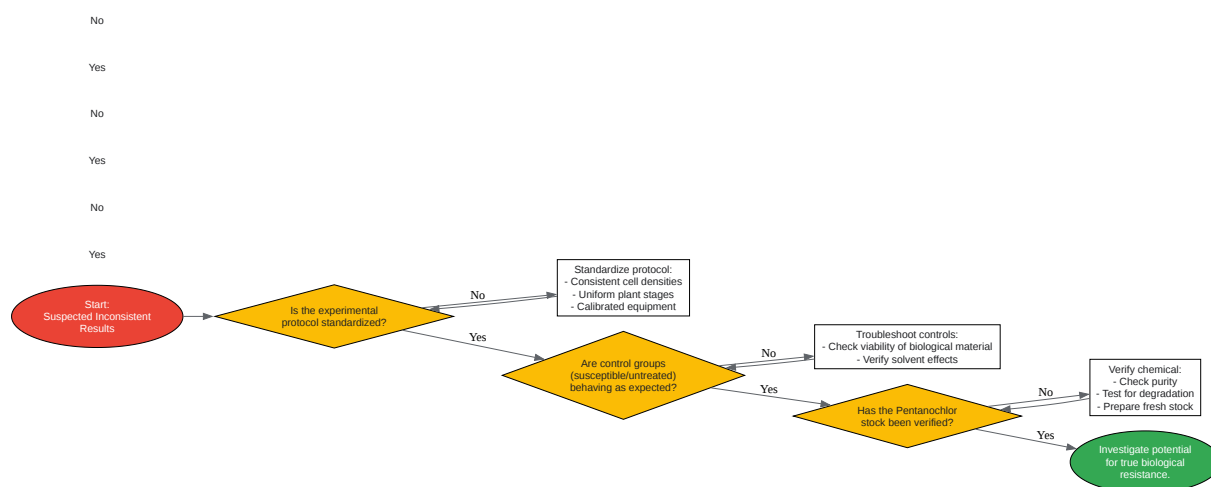 No
Yes
No
Yes
No
Yes
Start:
Suspected Inconsistent
Results
Is the experimental
protocol standardized?
No
Standardize protocol:
- Consistent cell densities
- Uniform plant stages
- Calibrated equipment
Yes
Are control groups
(susceptible/untreated)
behaving as expected?
No
Troubleshoot controls:
- Check viability of biological material
- Verify solvent effects
Yes
Has the Pentanochlor
stock been verified?
No
Verify chemical:
- Check purity
- Test for degradation
- Prepare fresh stock
Yes
Investigate potential
for true biological
resistance.